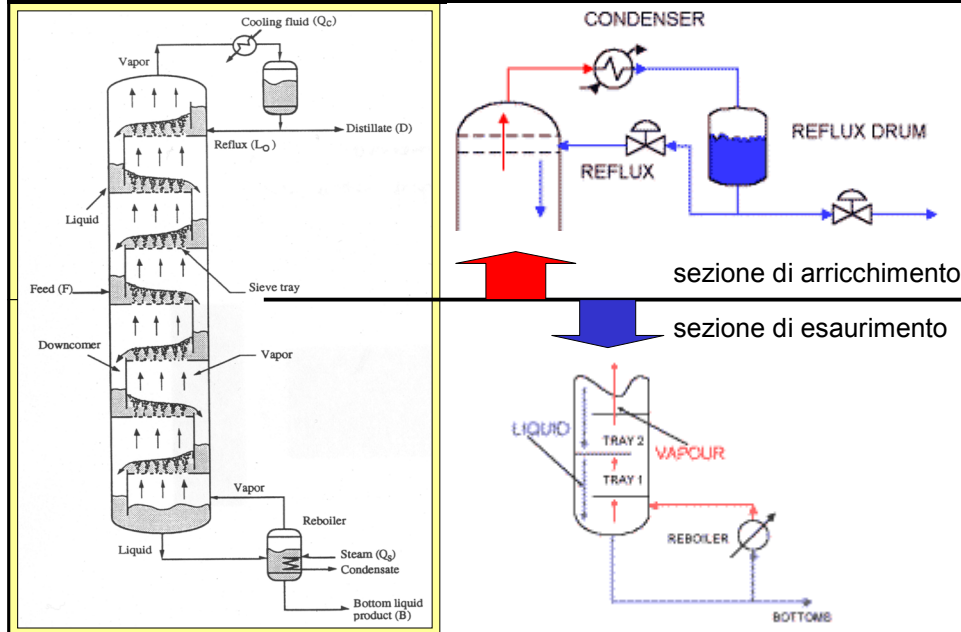 Cooling fluid (Qc)
Vapor
Distillate (D)
Reflux (LO)
Liquid
Feed (F)
Sieve tray
Downcomer
Vapor
Vapor
Reboiler
Liquid
Steam (Qs)
Condensate
Bottom liquid
product (B)
CONDENSER
REFLUX DRUM
REFLUX
sezione di arricchimento
sezione di esaurimento
LIQUID
TRAY 2
VAPOUR
TRAY 1
REBOILER
BOTTOMS